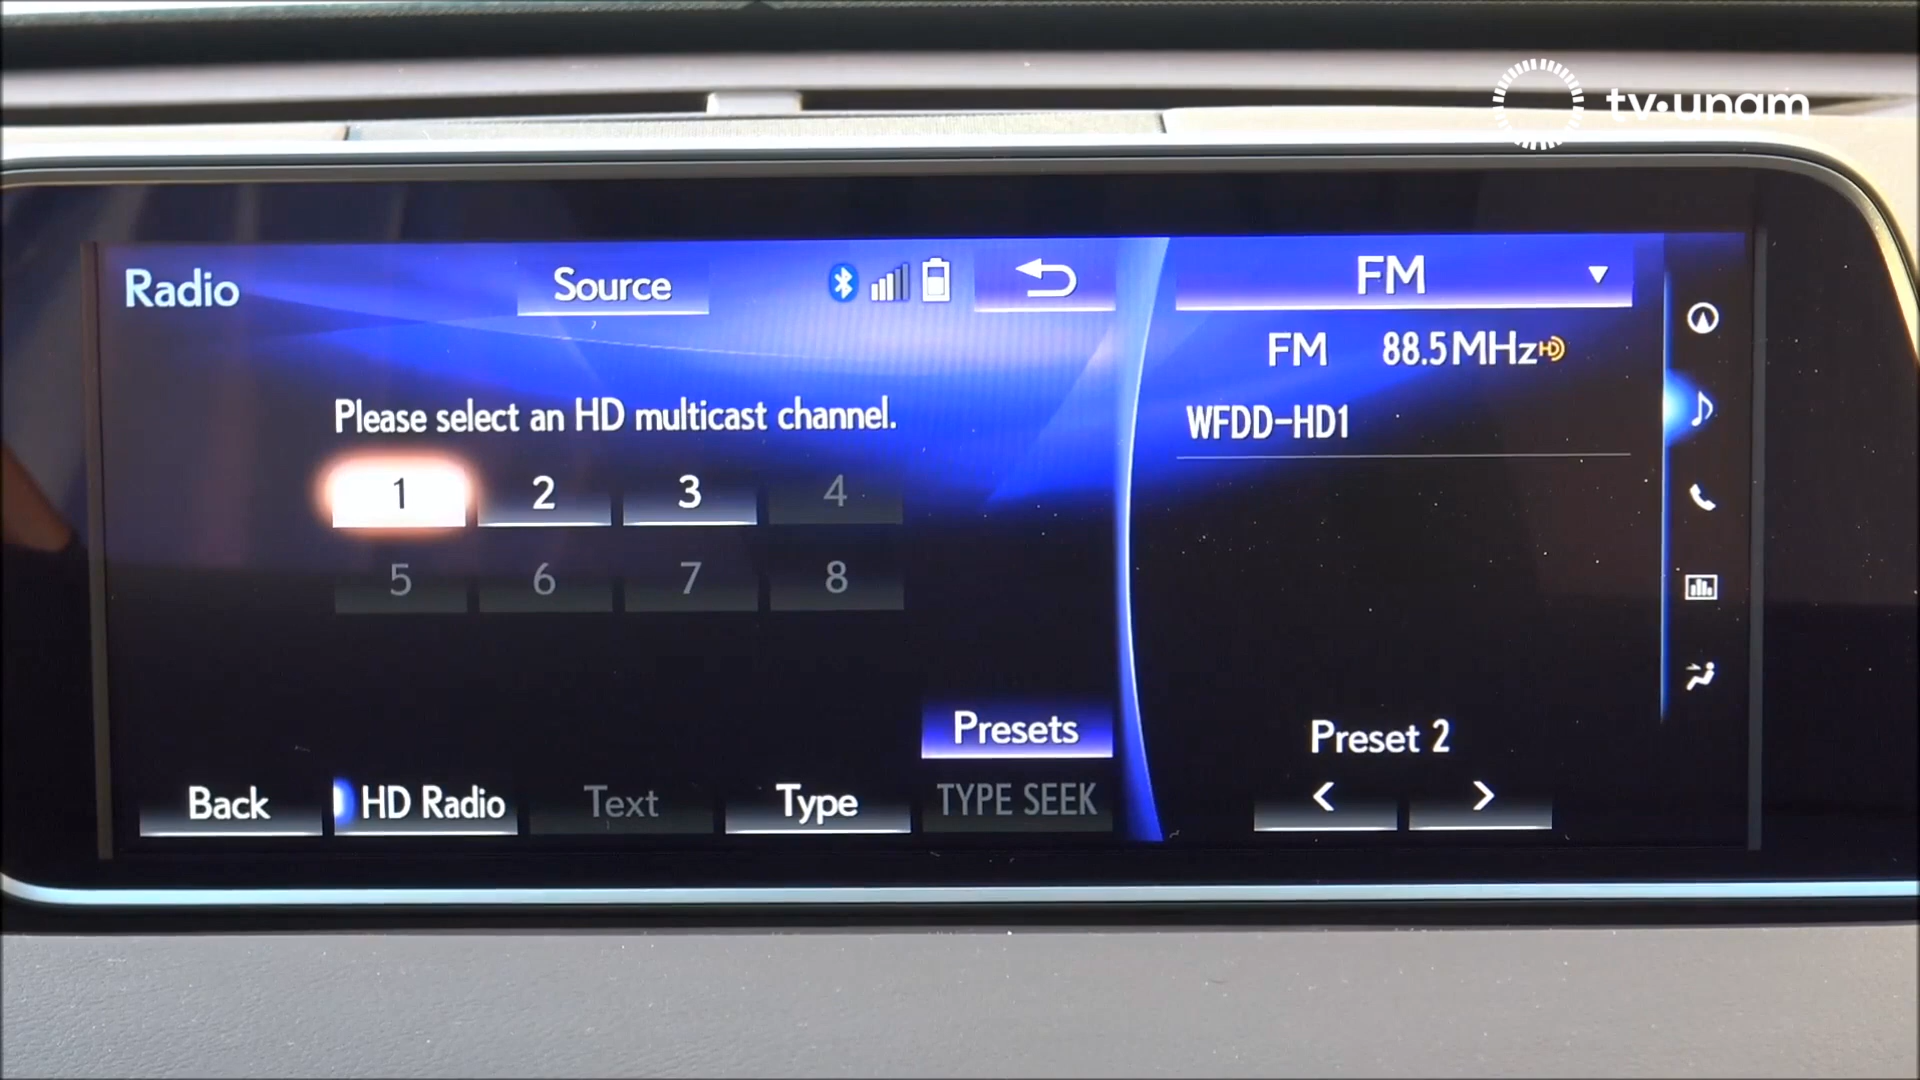 tv·unam
Radio
Source
FM
FM 88.5MHz HD
Please select an HD multicast channel.
WFDD-HD1
1 2 3 4
5 6 7 8
Presets
Preset 2
Back
HD Radio
Text
Type
TYPE SEEK
< >